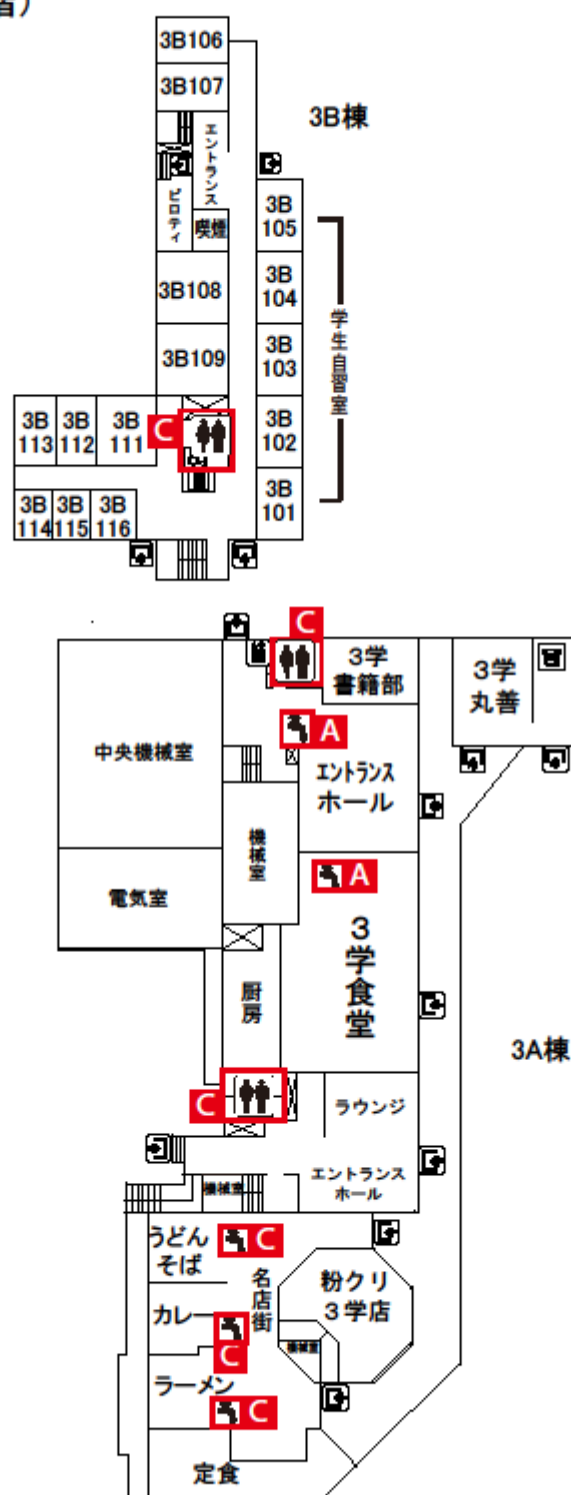 省）
3B106
3B107
3B棟
エントランス
ピロティ
喫煙
3B
105
3B108
3B
104
学生自習室
3B109
3B
103
3B
113
3B
112
3B
111
C
3B
102
3B
114
3B
115
3B
116
3B
101
C
3学
書籍部
3学
丸善
A
中央機械室
エントランス
ホール
機械室
A
電気室
3学食堂
厨房
3A棟
C
ラウンジ
エントランス
ホール
機械室
うどん
そば
C
名店街
粉クリ
3学店
カレー
機械室
C
ラーメン
C
定食